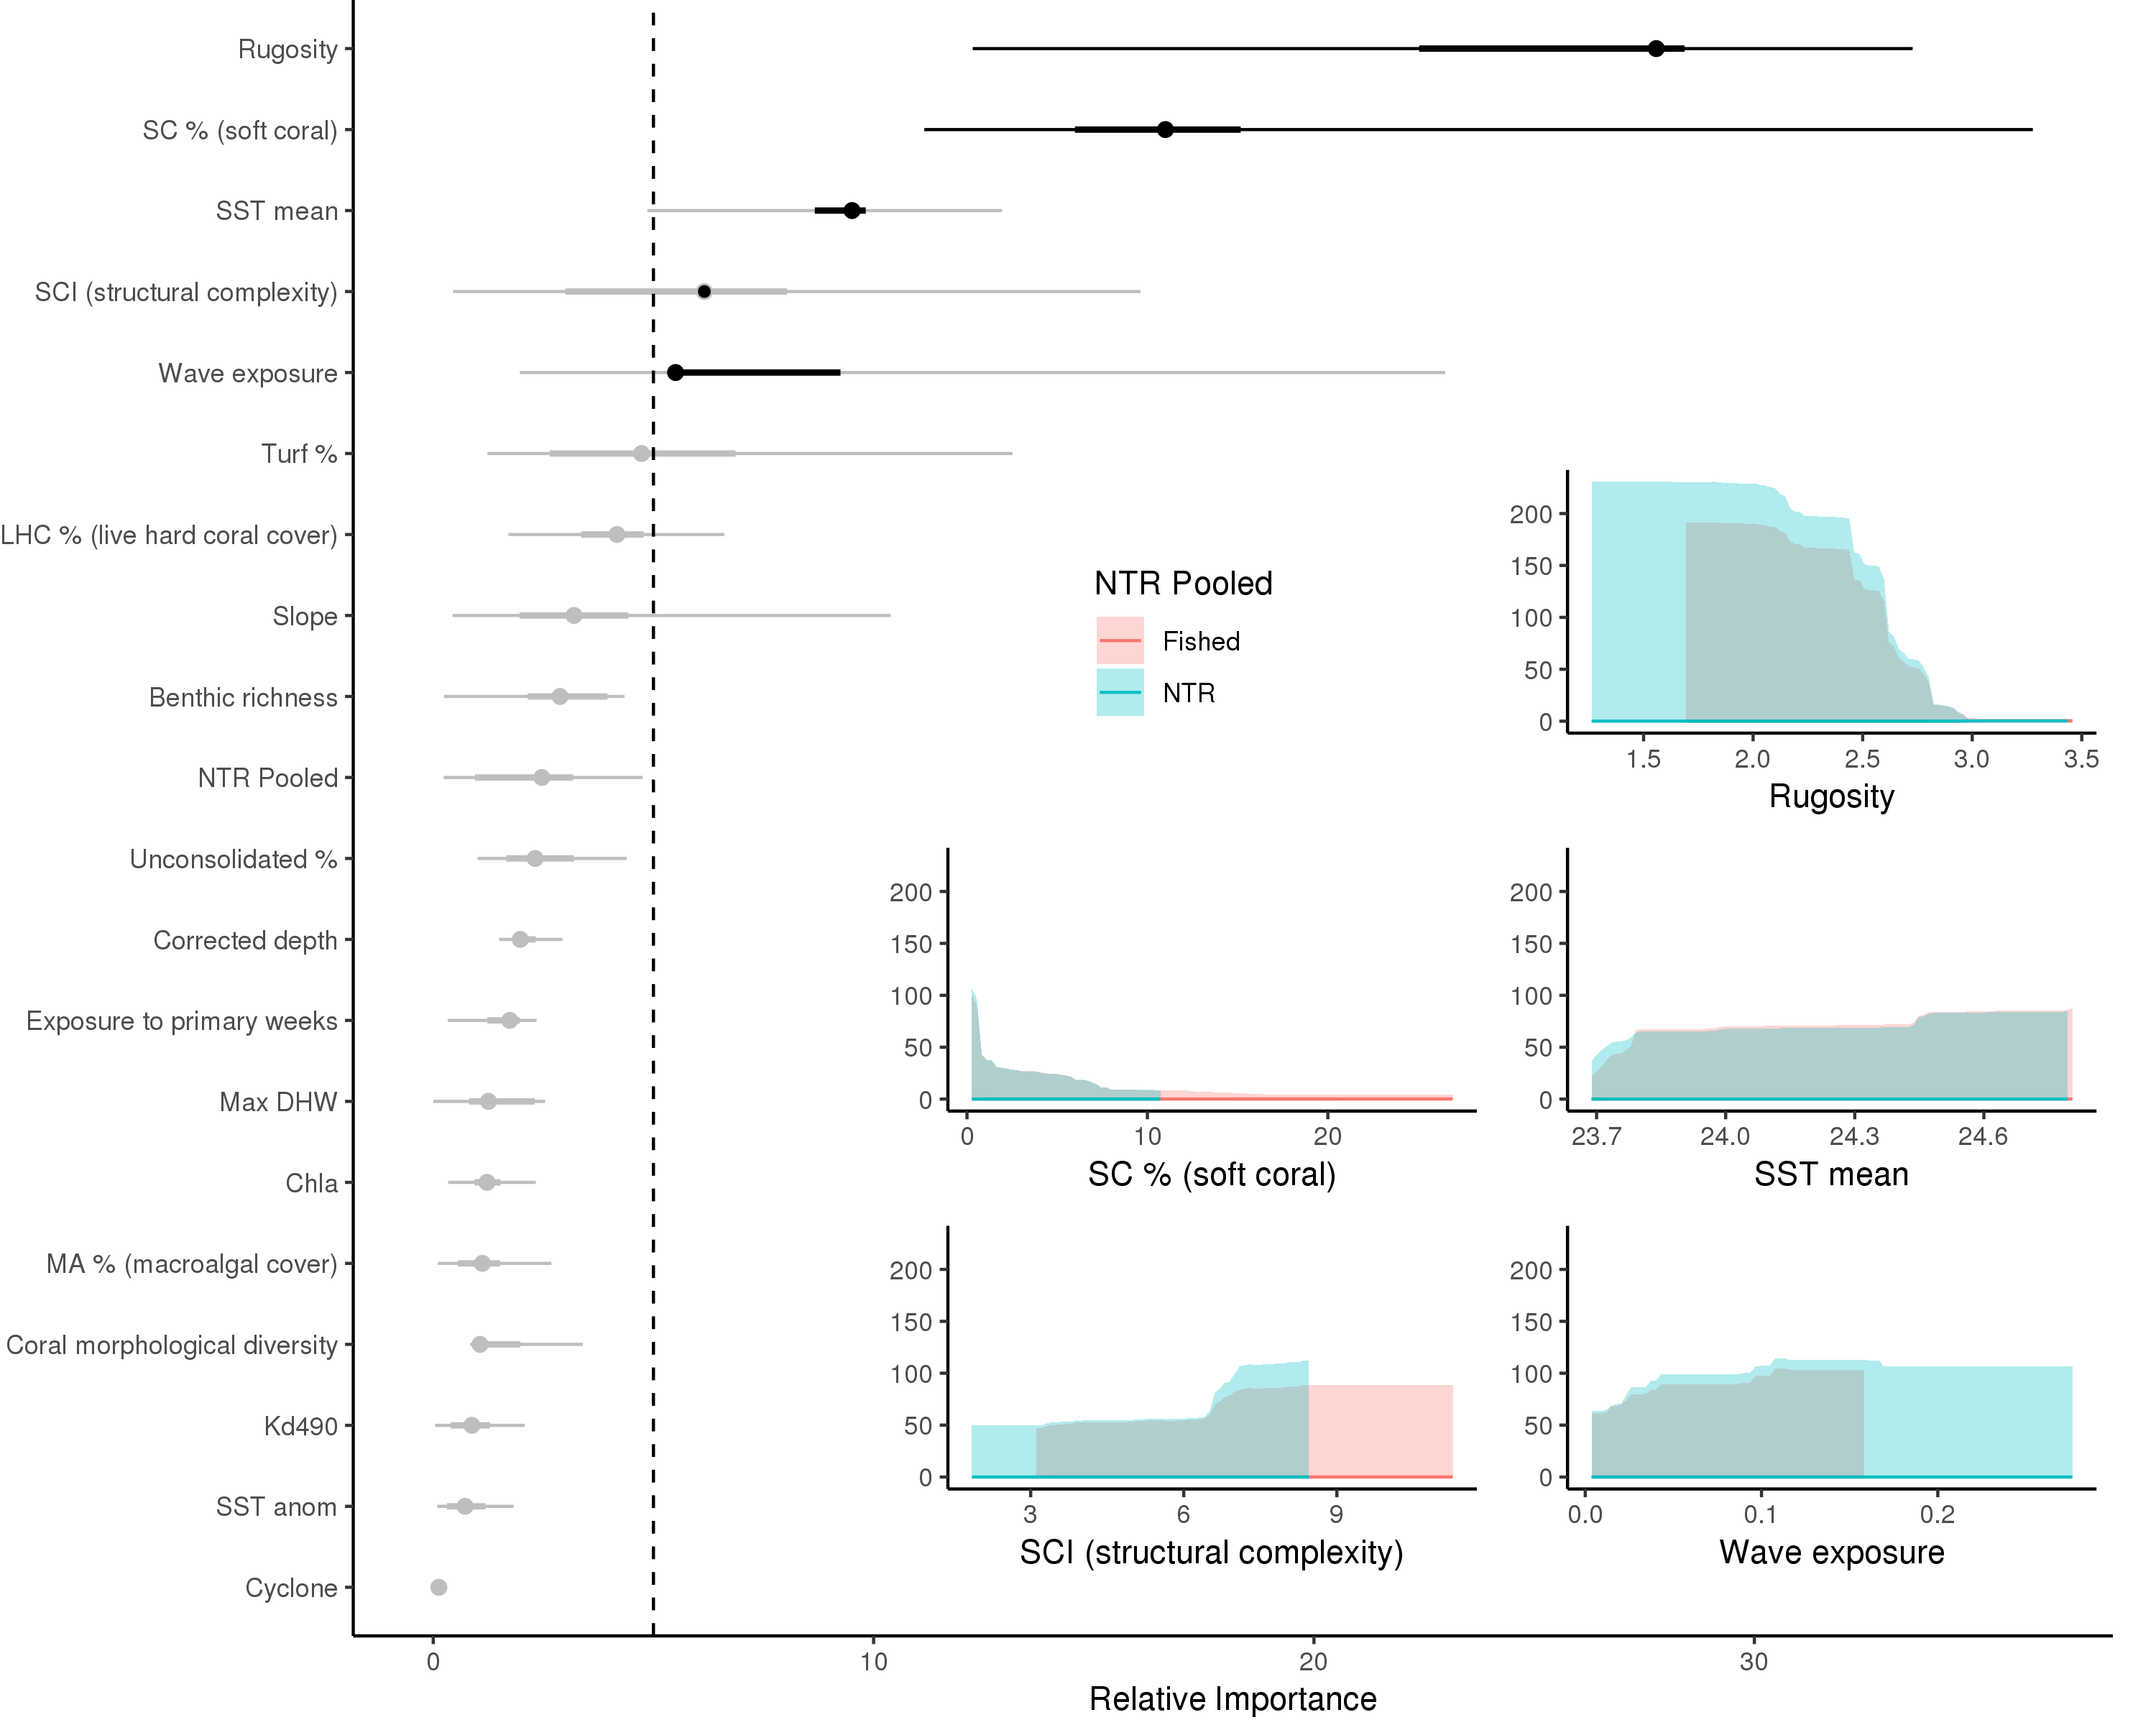 Rugosity
SC % (soft coral)
SST mean
SCI (structural complexity)
Wave exposure
Turf %
LHC % (live hard coral cover)
Slope
Benthic richness
NTR Pooled
Unconsolidated %
Corrected depth
Exposure to primary weeks
Max DHW
Chla
MA % (macroalgal cover)
Coral morphological diversity
Kd490
SST anom
Cyclone
0 10 20 30
Relative Importance
NTR Pooled
Fished
NTR
200
150
100
50
0
1.5 2.0 2.5 3.0 3.5
Rugosity
200
150
100
50
0
0 10 20
SC % (soft coral)
200
150
100
50
0
23.7 24.0 24.3 24.6
SST mean
200
150
100
50
0
3 6 9
SCI (structural complexity)
200
150
100
50
0
0.0 0.1 0.2
Wave exposure